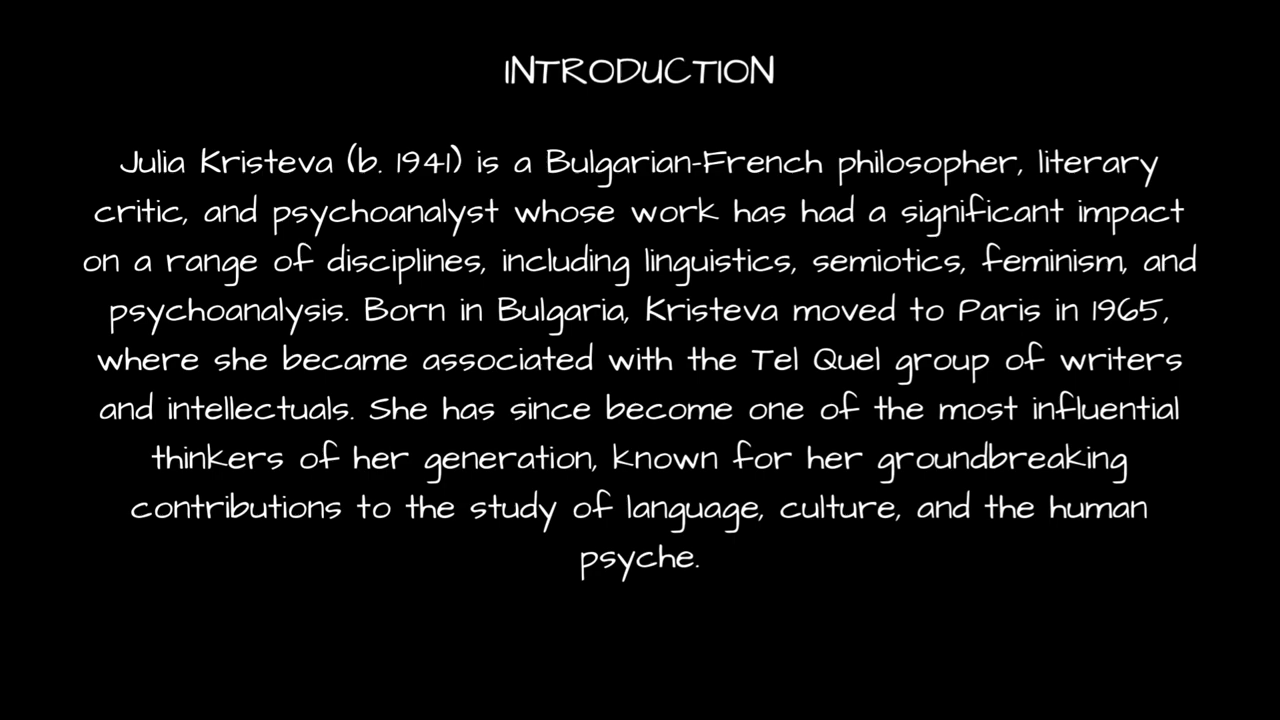 INTRODUCTION
Julia Kristeva (b. 1941) is a Bulgarian-French philosopher, literary
critic, and psychoanalyst whose work has had a significant impact
on a range of disciplines, including linguistics, semiotics, feminism, and
psychoanalysis. Born in Bulgaria, Kristeva moved to Paris in 1965,
where she became associated with the Tel Quel group of writers
and intellectuals. She has since become one of the most influential
thinkers of her generation, known for her groundbreaking
contributions to the study of language, culture, and the human
psyche.